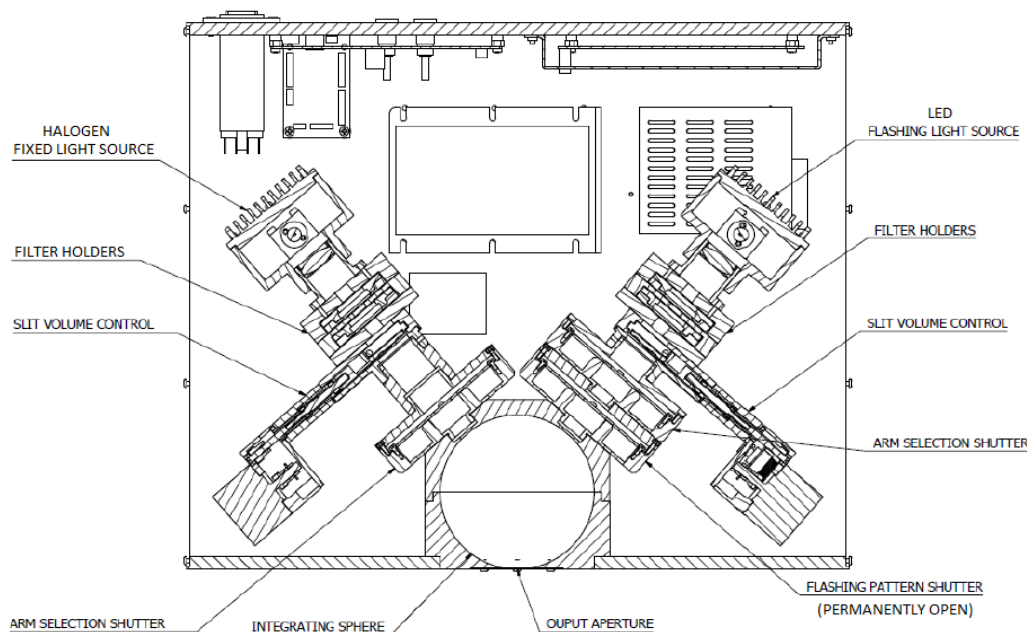 HALOGEN
FIXED LIGHT SOURCE
LED
FLASHING LIGHT SOURCE
FILTER HOLDERS
FILTER HOLDERS
SLIT VOLUME CONTROL
SLIT VOLUME CONTROL
ARM SELECTION SHUTTER
FLASHING PATTERN SHUTTER
(PERMANENTLY OPEN)
ARM SELECTION SHUTTER
INTEGRATING SPHERE
OUPUT APERTURE